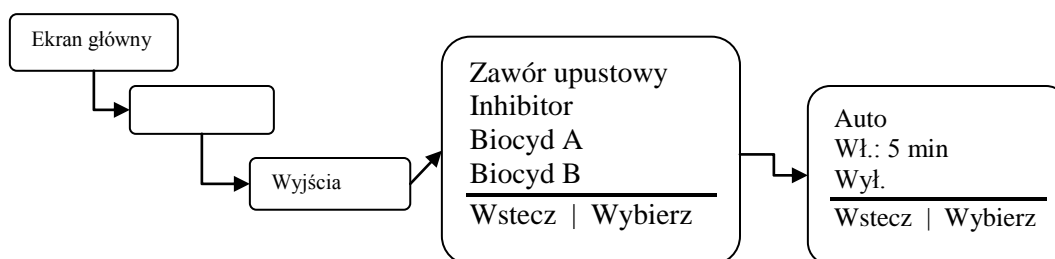 Ekran główny
Wyjścia
Zawór upustowy
Inhibitor
Biocyd A
Biocyd B
Wstecz | Wybierz
Auto
Wł.: 5 min
Wył.
Wstecz | Wybierz